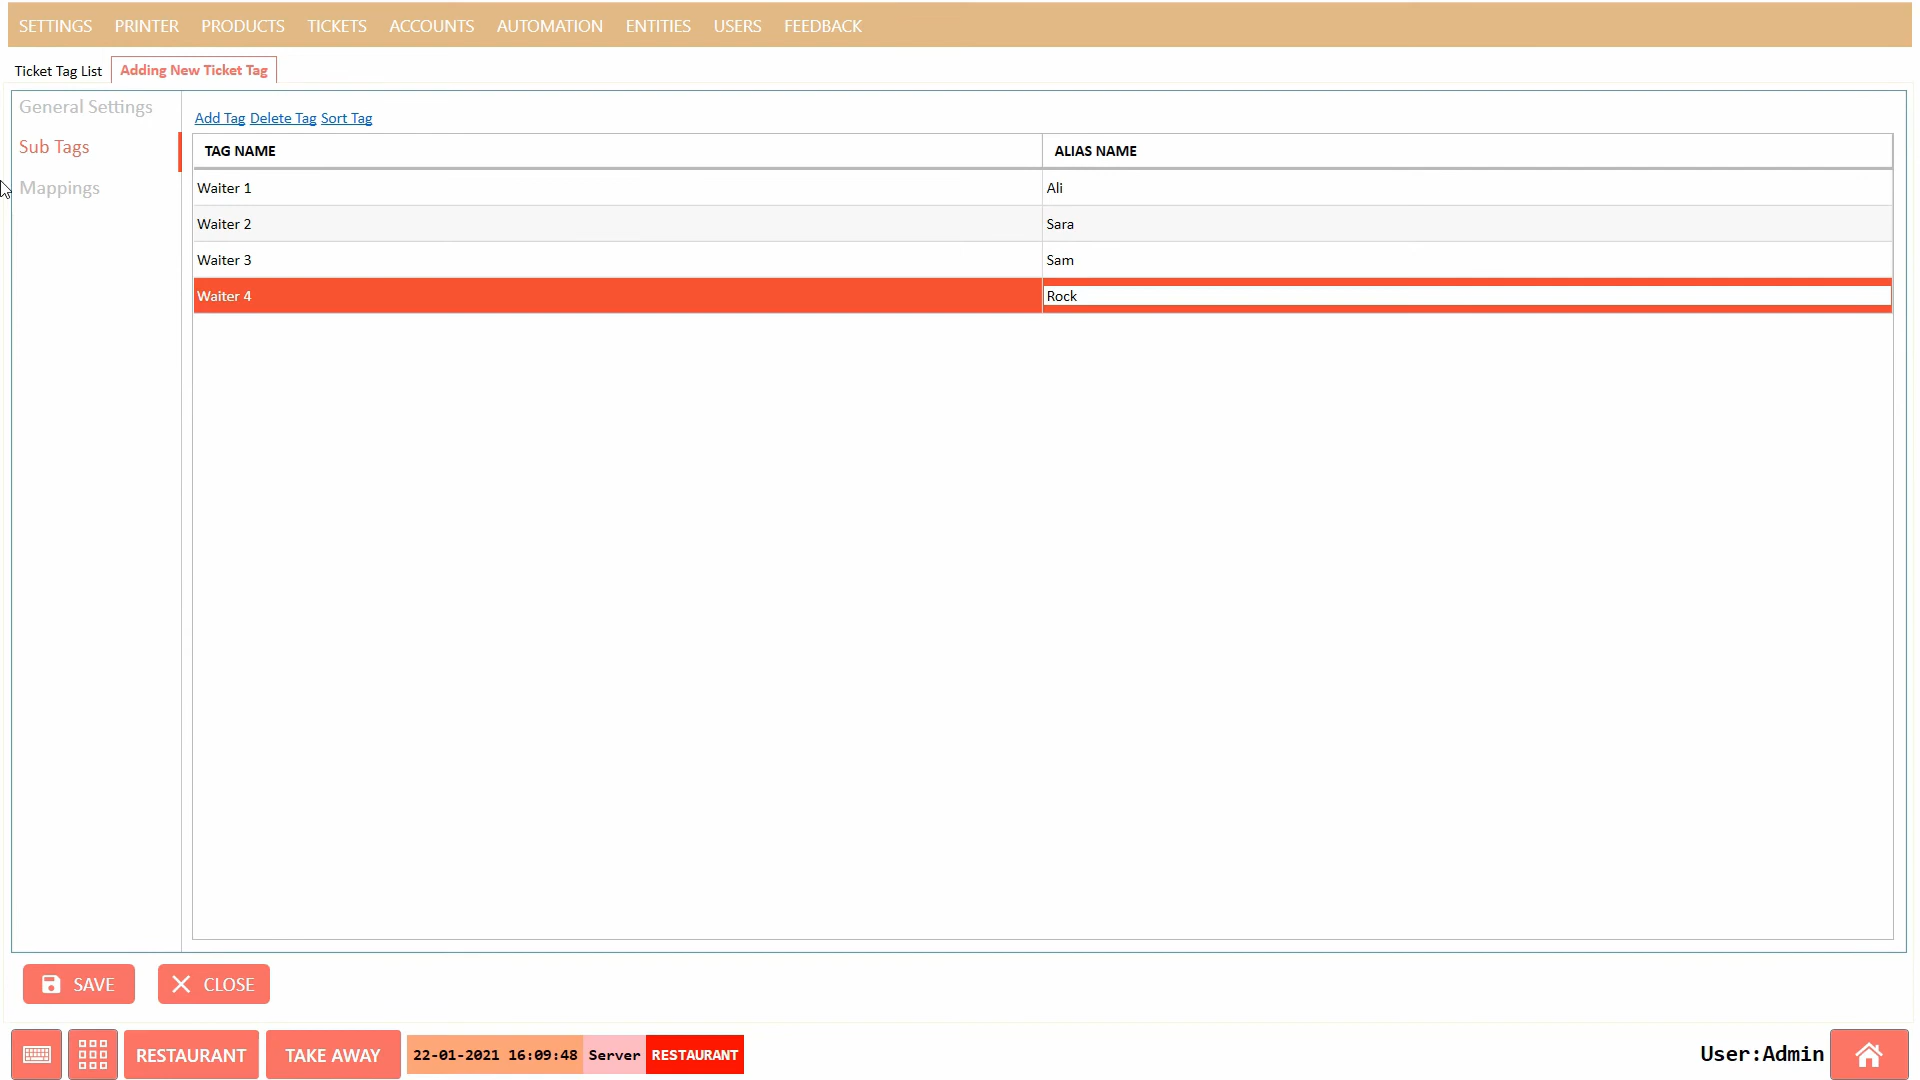 SETTINGS PRINTER PRODUCTS TICKETS ACCOUNTS AUTOMATION ENTITIES USERS FEEDBACK
Ticket Tag List Adding New Ticket Tag
General Settings
Sub Tags
Mappings
Add Tag Delete Tag Sort Tag
TAG NAME ALIAS NAME
Waiter 1 Ali
Waiter 2 Sara
Waiter 3 Sam
Waiter 4 Rock
SAVE CLOSE
RESTAURANT TAKE AWAY 22-01-2021 16:09:48 Server RESTAURANT User:Admin